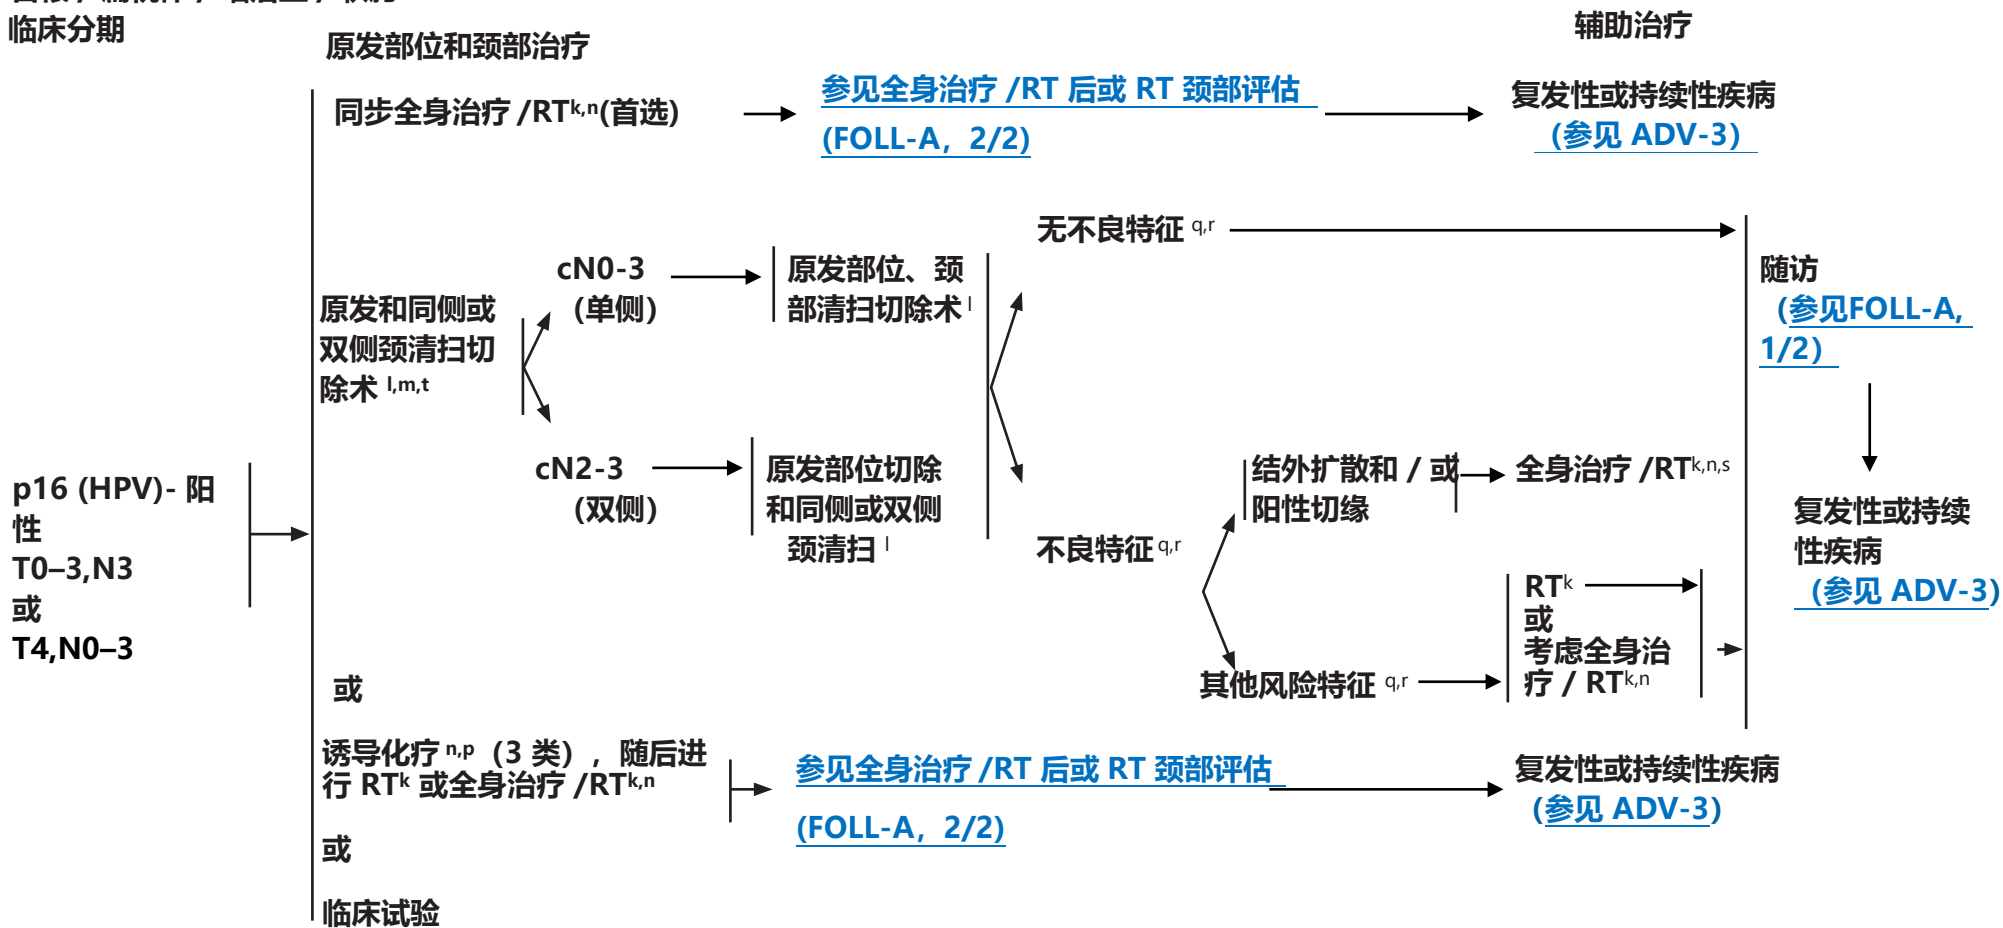 临床分期
原发部位和颈部治疗
辅助治疗
同步全身治疗 /RTk,n(首选)
参见全身治疗 /RT 后或 RT 颈部评估
(FOLL-A，2/2)
复发性或持续性疾病
(参见 ADV-3)
p16 (HPV)- 阳
性
T0–3,N3
或
T4,N0–3
原发和同侧或
双侧颈清扫切
除术 l,m,t
cN0-3
(单侧)
原发部位、颈
部清扫切除术 l
cN2-3
(双侧)
原发部位切除
和同侧或双侧
颈清扫 l
无不良特征 q,r
不良特征 q,r
结外扩散和 / 或
阳性切缘
全身治疗 /RTk,n,s
其他风险特征 q,r
RTk
或
考虑全身治
疗 / RTk,n
随访
(参见FOLL-A,
1/2)
复发性或持续
性疾病
(参见 ADV-3)
或
诱导化疗 n,p（3 类），随后进
行 RTk 或全身治疗 /RTk,n
参见全身治疗 /RT 后或 RT 颈部评估
(FOLL-A，2/2)
复发性或持续性疾病
(参见 ADV-3)
或
临床试验